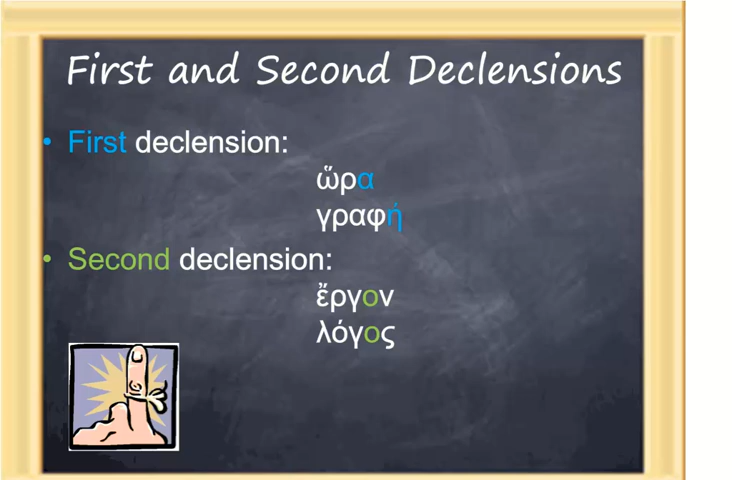 First and Second Declensions
• First declension:
ὥρα
γραφή
• Second declension:
ἔργον
λόγος